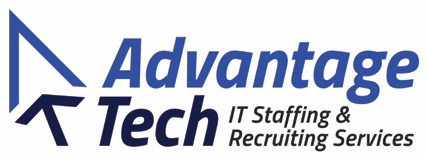 Advantage
Tech
IT Staffing &
Recruiting Services